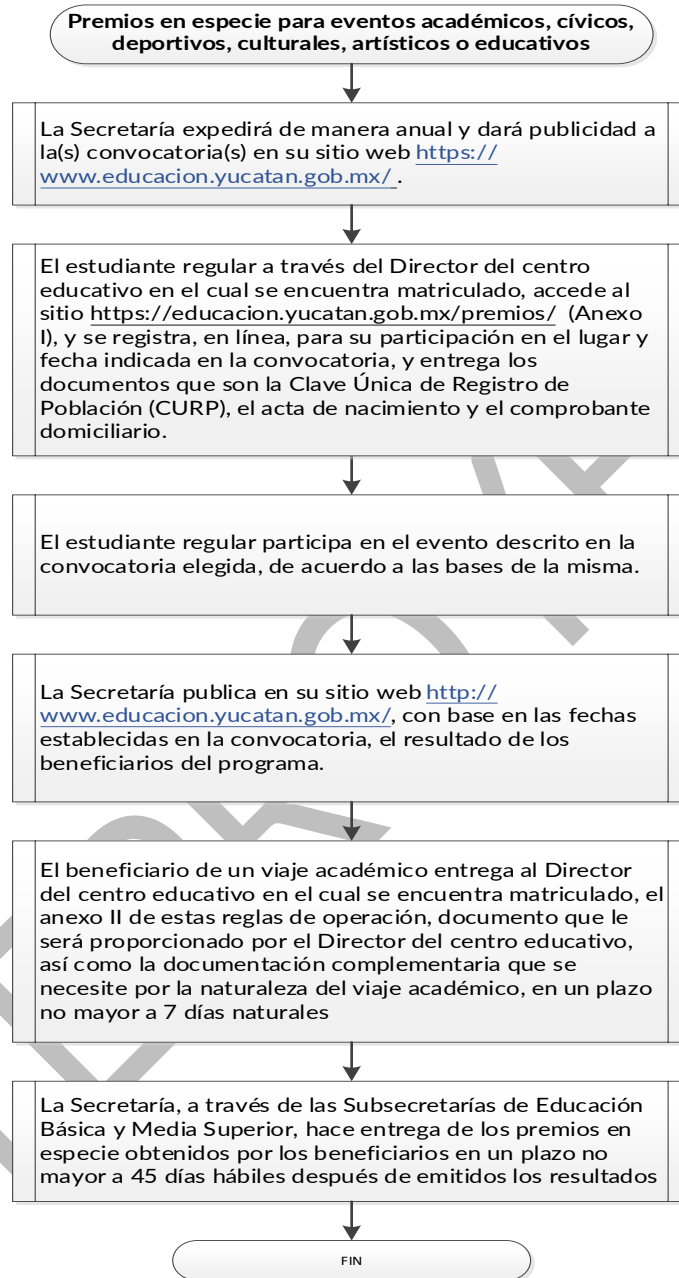 Premios en especie para eventos académicos, cívicos,
deportivos, culturales, artísticos o educativos
La Secretaría expedirá de manera anual y dará publicidad a
la(s) convocatoria(s) en su sitio web https://
www.educacion.yucatan.gob.mx/ .
El estudiante regular a través del Director del centro
educativo en el cual se encuentra matriculado, accede al
sitio https://educacion.yucatan.gob.mx/premios/ (Anexo
I), y se registra, en línea, para su participación en el lugar y
fecha indicada en la convocatoria, y entrega los
documentos que son la Clave Única de Registro de
Población (CURP), el acta de nacimiento y el comprobante
domiciliario.
El estudiante regular participa en el evento descrito en la
convocatoria elegida, de acuerdo a las bases de la misma.
La Secretaría publica en su sitio web http://
www.educacion.yucatan.gob.mx/, con base en las fechas
establecidas en la convocatoria, el resultado de los
beneficiarios del programa.
El beneficiario de un viaje académico entrega al Director
del centro educativo en el cual se encuentra matriculado, el
anexo II de estas reglas de operación, documento que le
será proporcionado por el Director del centro educativo,
así como la documentación complementaria que se
necesite por la naturaleza del viaje académico, en un plazo
no mayor a 7 días naturales
La Secretaría, a través de las Subsecretarías de Educación
Básica y Media Superior, hace entrega de los premios en
especie obtenidos por los beneficiarios en un plazo no
mayor a 45 días hábiles después de emitidos los resultados
FIN